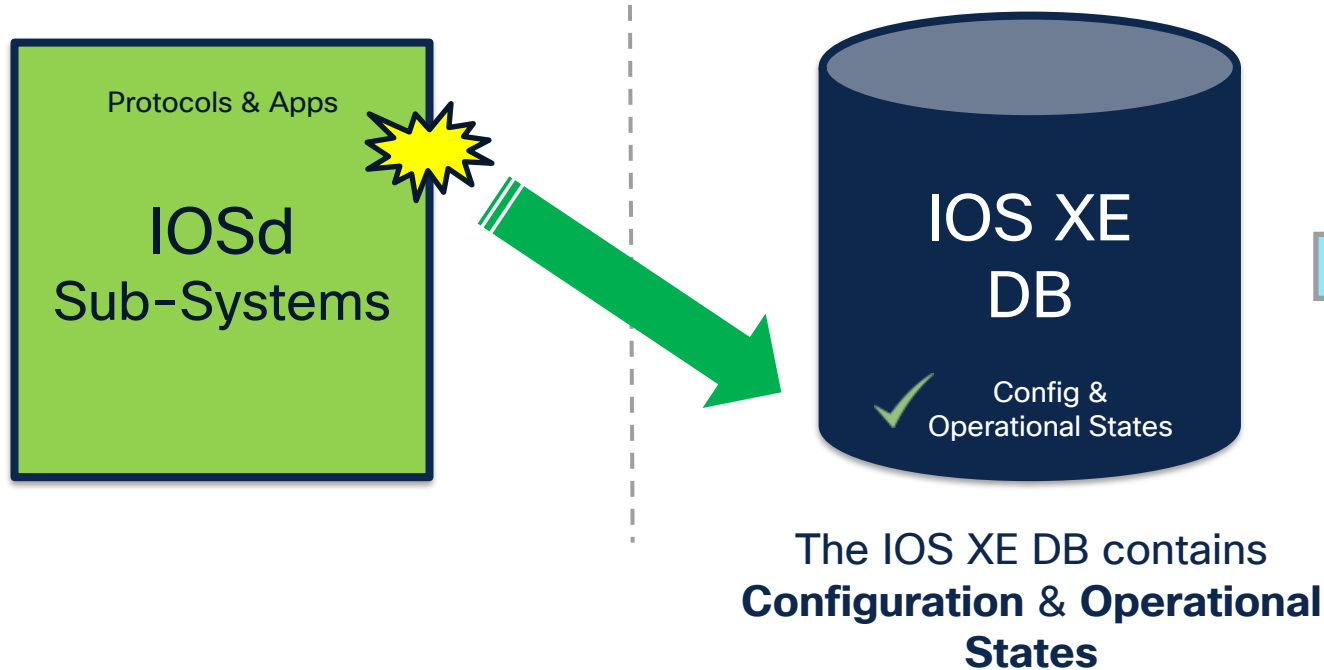 Protocols & Apps
IOSd
Sub-Systems
IOS XE
DB
Config &
Operational States
The IOS XE DB contains
Configuration & Operational
States